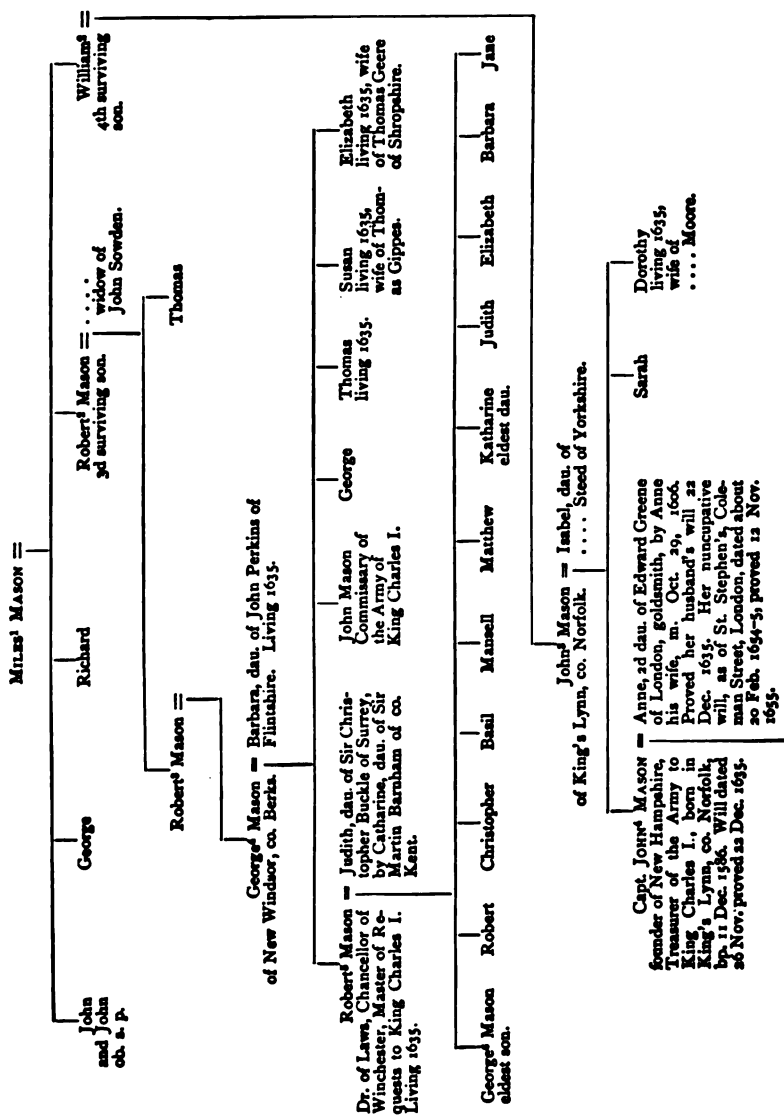 MILES¹ MASON =
John
and John
ob. s. p.
George
Richard
Robert² Mason = . . . . .
3d surviving son.
widow of
John Sowden.
William² =
4th surviving
son.
Robert³ Mason =
Thomas
George⁴ Mason = Barbara, dau. of John Perkins of
of New Windsor, co. Berks. Flintshire. Living 1635.
Robert⁵ Mason = Judith, dau. of Sir Chris-
Dr. of Laws, Chancellor of
Winchester, Master of Re-
quests to King Charles I.
Living 1635.
topher Buckle of Surrey,
by Catharine, dau. of Sir
Martin Barnham of co.
Kent.
John Mason
Commissary of
the Army of
King Charles I.
George
Thomas
living 1635.
Susan
living 1635,
wife of Thom-
as Gippes.
Elizabeth
living 1635, wife
of Thomas Geere
of Shropshire.
George⁶ Mason
eldest son.
Robert
Christopher
Basil
Mansell
Matthew
Katharine
eldest dau.
Judith
Elizabeth
Barbara
Jane
John³ Mason = Isabel, dau. of
of King's Lynn, co. Norfolk. . . . . Steed of Yorkshire.
Capt. JOHN⁴ MASON = Anne, 2d dau. of Edward Greene
founder of New Hampshire,
Treasurer of the Army to
King Charles I., born in
King's Lynn, co. Norfolk,
bp. 11 Dec. 1586. Will dated
26 Nov. proved 22 Dec. 1635.
of London, goldsmith, by Anne
his wife, m. Oct. 29, 1606.
Proved her husband's will 22
Dec. 1635. Her nuncupative
will, as of St. Stephen's, Cole-
man Street, London, dated about
20 Feb. 1654-5, proved 12 Nov.
1655.
Sarah
Dorothy
living 1635,
wife of
. . . . Moore.